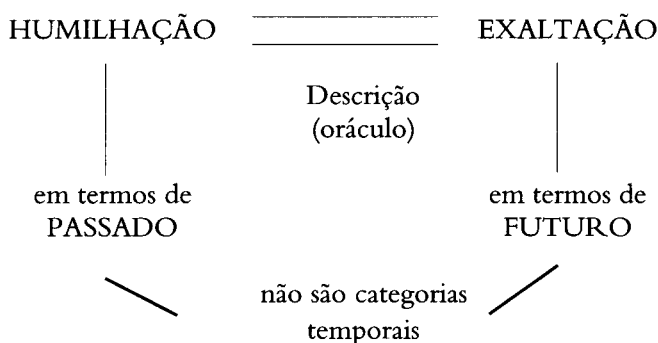 HUMILHAÇÃO EXALTAÇÃO
Descrição
(oráculo)
em termos de em termos de
PASSADO FUTURO
não são categorias
temporais